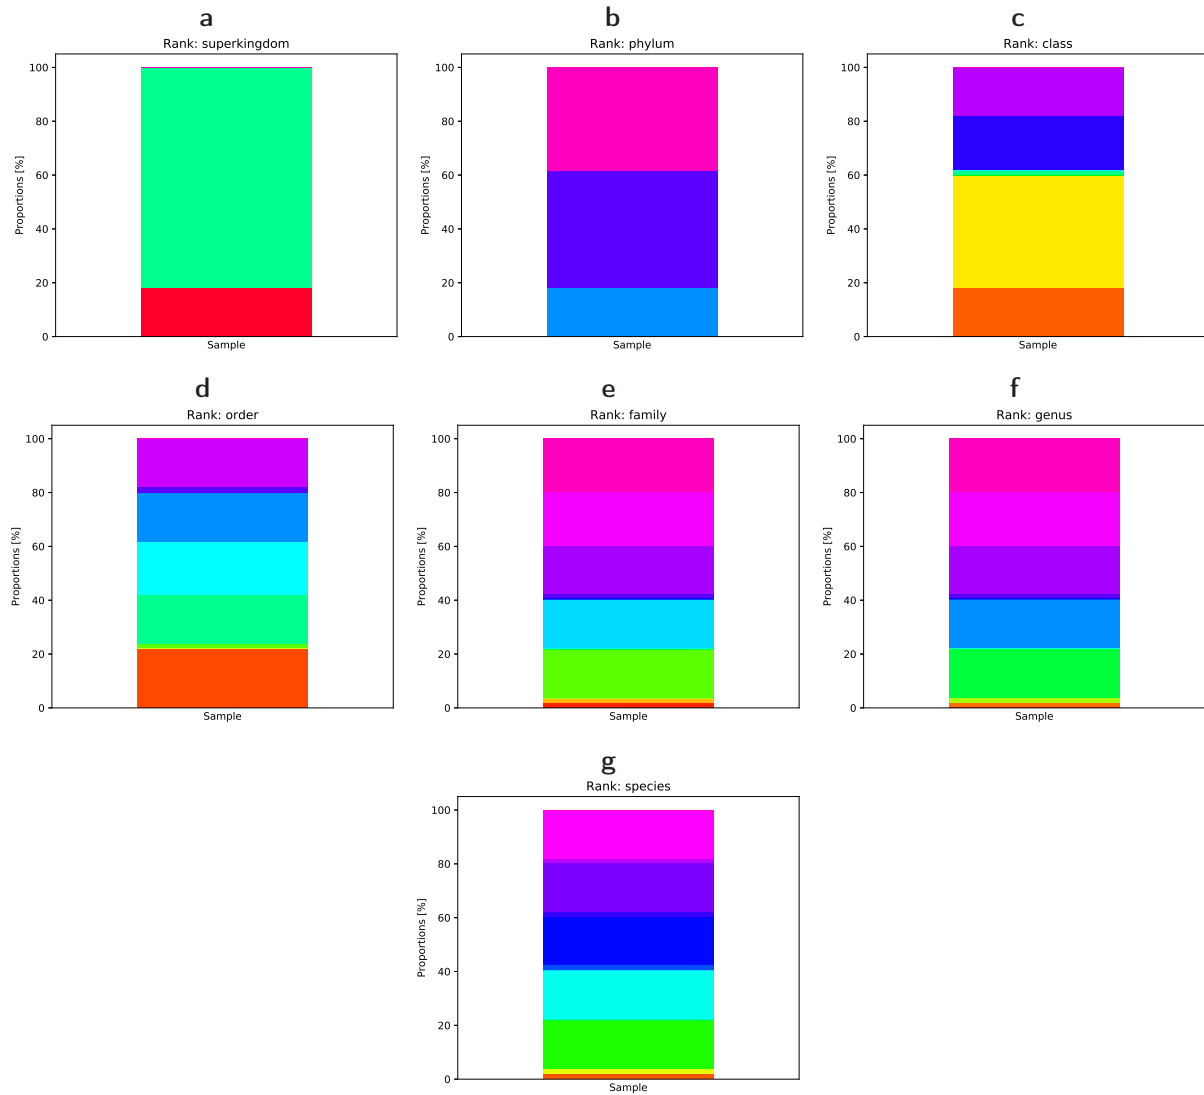 a
Rank: superkingdom
Proportions [%]
100
80
60
40
20
0
Sample
b
Rank: phylum
Proportions [%]
100
80
60
40
20
0
Sample
c
Rank: class
Proportions [%]
100
80
60
40
20
0
Sample
d
Rank: order
Proportions [%]
100
80
60
40
20
0
Sample
e
Rank: family
Proportions [%]
100
80
60
40
20
0
Sample
f
Rank: genus
Proportions [%]
100
80
60
40
20
0
Sample
g
Rank: species
Proportions [%]
100
80
60
40
20
0
Sample